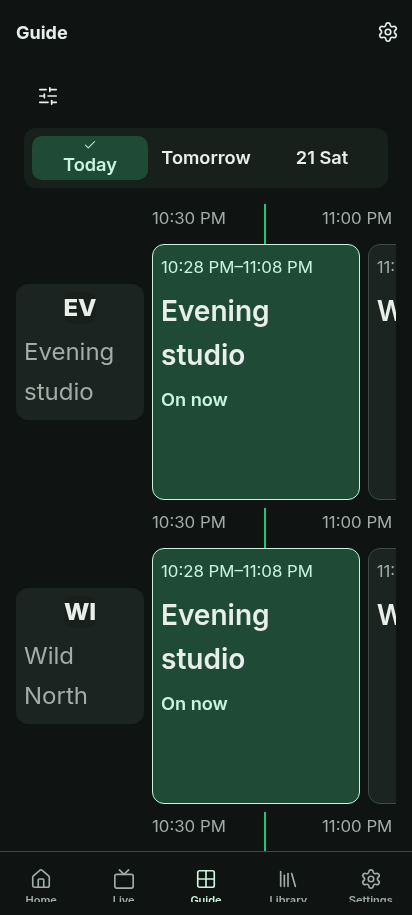 Guide
Today
Tomorrow
21 Sat
10:30 PM
11:00 PM
EV
Evening
studio
10:28 PM–11:08 PM
Evening
studio
On now
11:
W
10:30 PM
11:00 PM
WI
Wild
North
10:28 PM–11:08 PM
Evening
studio
On now
11:
W
10:30 PM
11:00 PM
Home
Live
Guide
Library
Settings